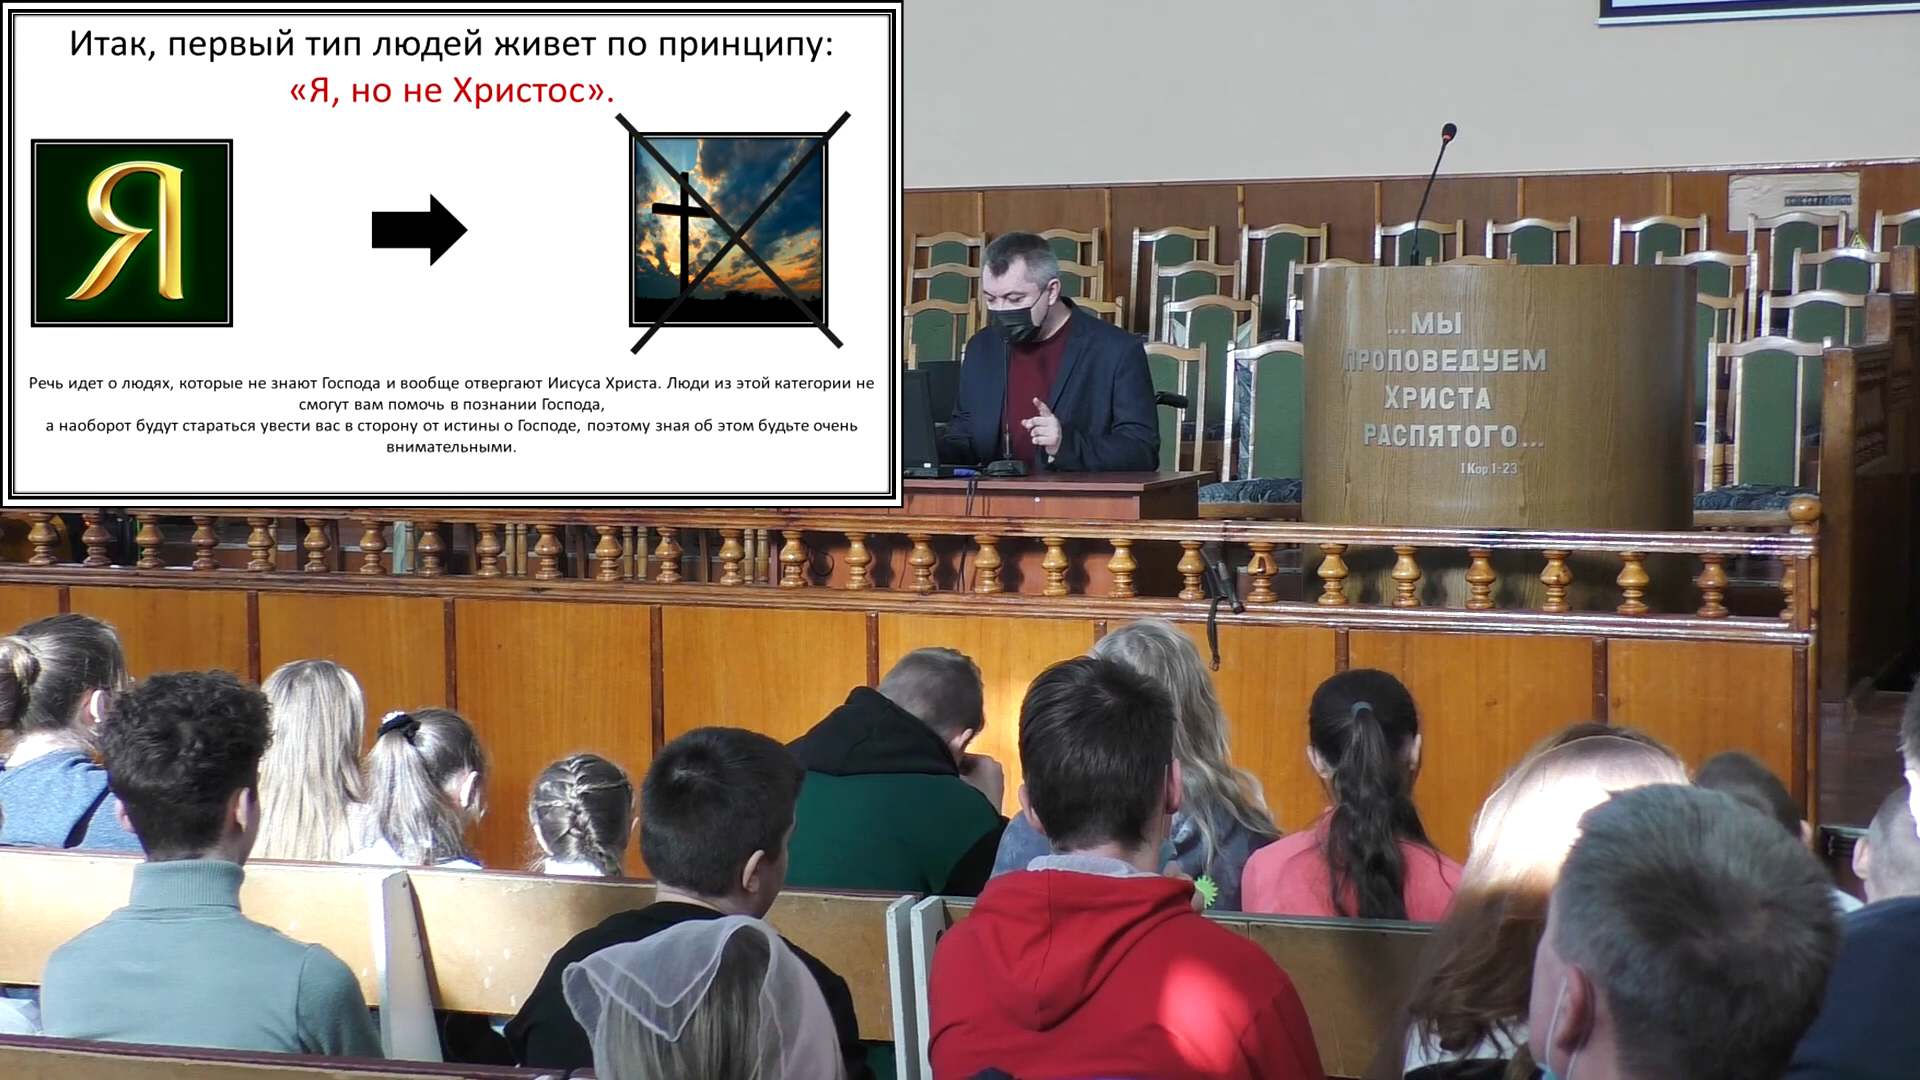 Итак, первый тип людей живет по принципу:
«Я, но не Христос».
Я
Речь идет о людях, которые не знают Господа и вообще отвергают Иисуса Христа. Люди из этой категории не
смогут вам помочь в познании Господа,
а наоборот будут стараться увести вас в сторону от истины о Господе, поэтому зная об этом будьте очень
внимательными.
...МЫ
ПРОПОВЕДУЕМ
ХРИСТА
РАСПЯТОГО...
1Кор 1-23